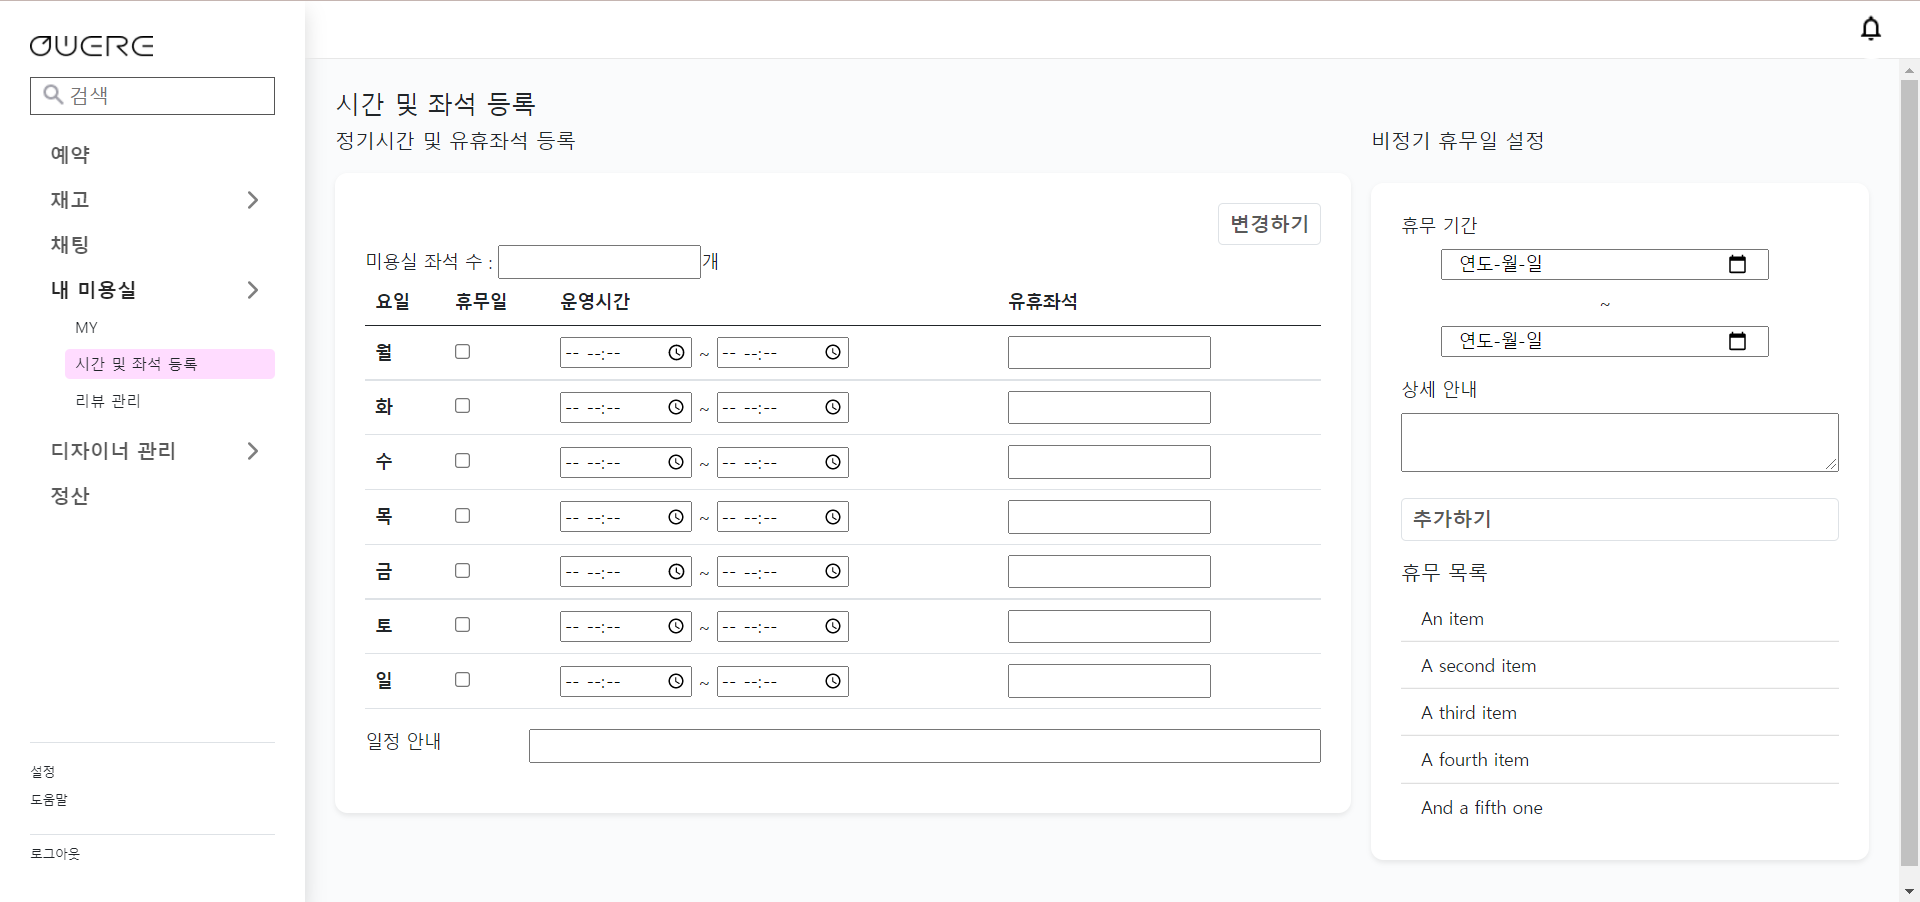 OWERE
검색
예약
재고
채팅
내 미용실
MY
시간 및 좌석 등록
리뷰 관리
디자이너 관리
정산
설정
도움말
로그아웃
시간 및 좌석 등록
정기시간 및 유휴좌석 등록
변경하기
미용실 좌석 수 : 개
요일 휴무일 운영시간 유휴좌석
월 -- --:-- ~ -- --:--
화 -- --:-- ~ -- --:--
수 -- --:-- ~ -- --:--
목 -- --:-- ~ -- --:--
금 -- --:-- ~ -- --:--
토 -- --:-- ~ -- --:--
일 -- --:-- ~ -- --:--
일정 안내
비정기 휴무일 설정
휴무 기간
연도-월-일
~
연도-월-일
상세 안내
추가하기
휴무 목록
An item
A second item
A third item
A fourth item
And a fifth one